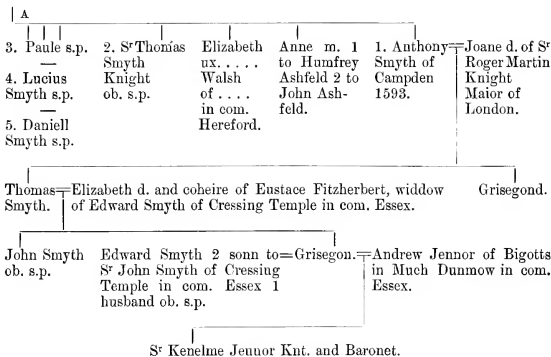 A
3. Paule s.p.
—
4. Lucius
Smyth s.p.
—
5. Daniell
Smyth s.p.
2. Sr Thomas
Smyth
Knight
ob. s.p.
Elizabeth
ux. . . . .
Walsh
of . . . .
in com.
Hereford.
Anne m. 1
to Humfrey
Ashfeld 2 to
John Ash-
feld.
1. Anthony=
Smyth of
Campden
1593.
Joane d. of Sr
Roger Martin
Knight
Maior of
London.
Thomas=
Smyth.
Elizabeth d. and coheire of Eustace Fitzherbert, widdow
of Edward Smyth of Cressing Temple in com. Essex.
Grisegond.
John Smyth
ob. s.p.
Edward Smyth 2 sonn to=
Sr John Smyth of Cressing
Temple in com. Essex 1
husband ob. s.p.
Grisegon.=
Andrew Jennor of Bigotts
in Much Dunmow in com.
Essex.
Sr Kenelme Jennor Knt. and Baronet.